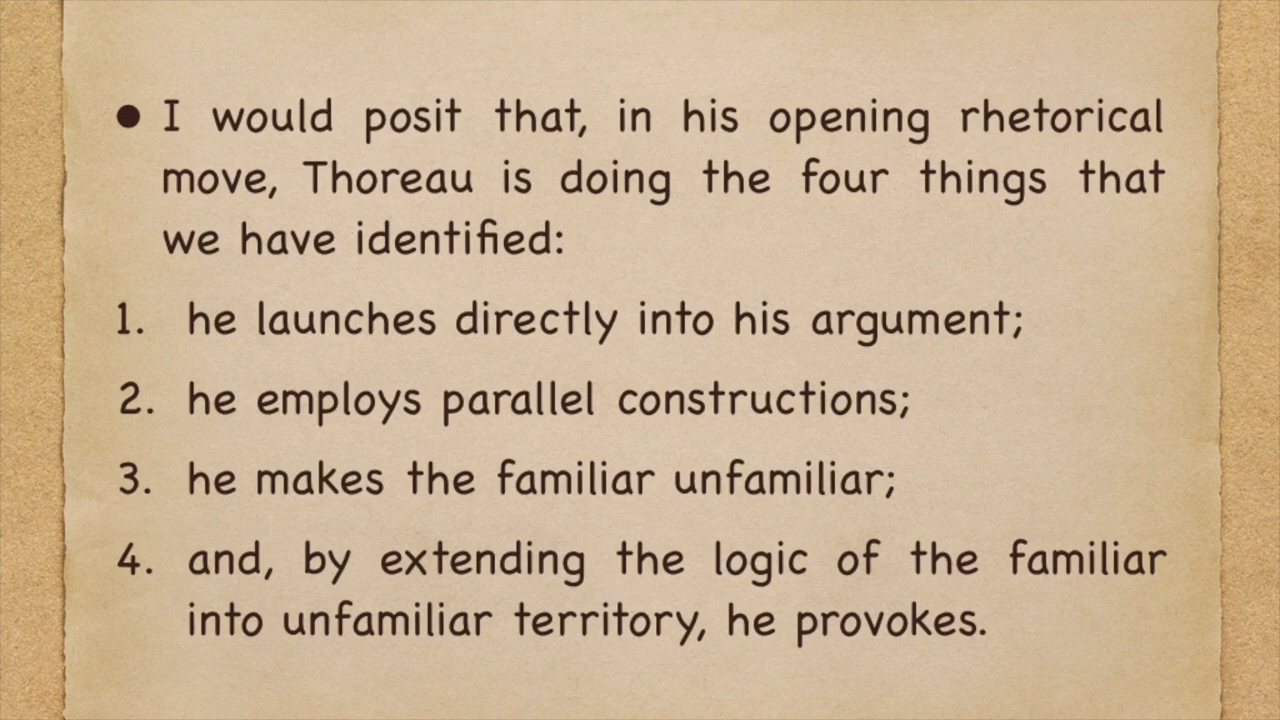 • I would posit that, in his opening rhetorical
move, Thoreau is doing the four things that
we have identified:
1. he launches directly into his argument;
2. he employs parallel constructions;
3. he makes the familiar unfamiliar;
4. and, by extending the logic of the familiar
into unfamiliar territory, he provokes.